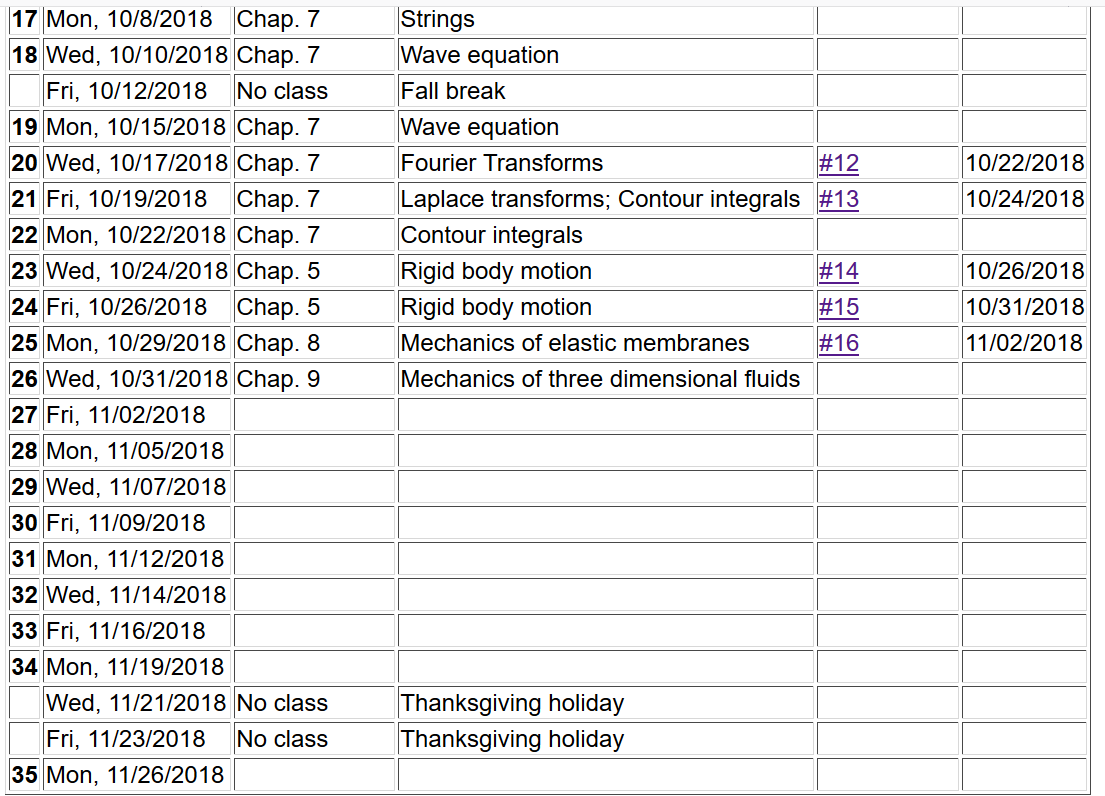 17 Mon, 10/8/2018 Chap. 7 Strings
18 Wed, 10/10/2018 Chap. 7 Wave equation
Fri, 10/12/2018 No class Fall break
19 Mon, 10/15/2018 Chap. 7 Wave equation
20 Wed, 10/17/2018 Chap. 7 Fourier Transforms #12 10/22/2018
21 Fri, 10/19/2018 Chap. 7 Laplace transforms; Contour integrals #13 10/24/2018
22 Mon, 10/22/2018 Chap. 7 Contour integrals
23 Wed, 10/24/2018 Chap. 5 Rigid body motion #14 10/26/2018
24 Fri, 10/26/2018 Chap. 5 Rigid body motion #15 10/31/2018
25 Mon, 10/29/2018 Chap. 8 Mechanics of elastic membranes #16 11/02/2018
26 Wed, 10/31/2018 Chap. 9 Mechanics of three dimensional fluids
27 Fri, 11/02/2018
28 Mon, 11/05/2018
29 Wed, 11/07/2018
30 Fri, 11/09/2018
31 Mon, 11/12/2018
32 Wed, 11/14/2018
33 Fri, 11/16/2018
34 Mon, 11/19/2018
Wed, 11/21/2018 No class Thanksgiving holiday
Fri, 11/23/2018 No class Thanksgiving holiday
35 Mon, 11/26/2018